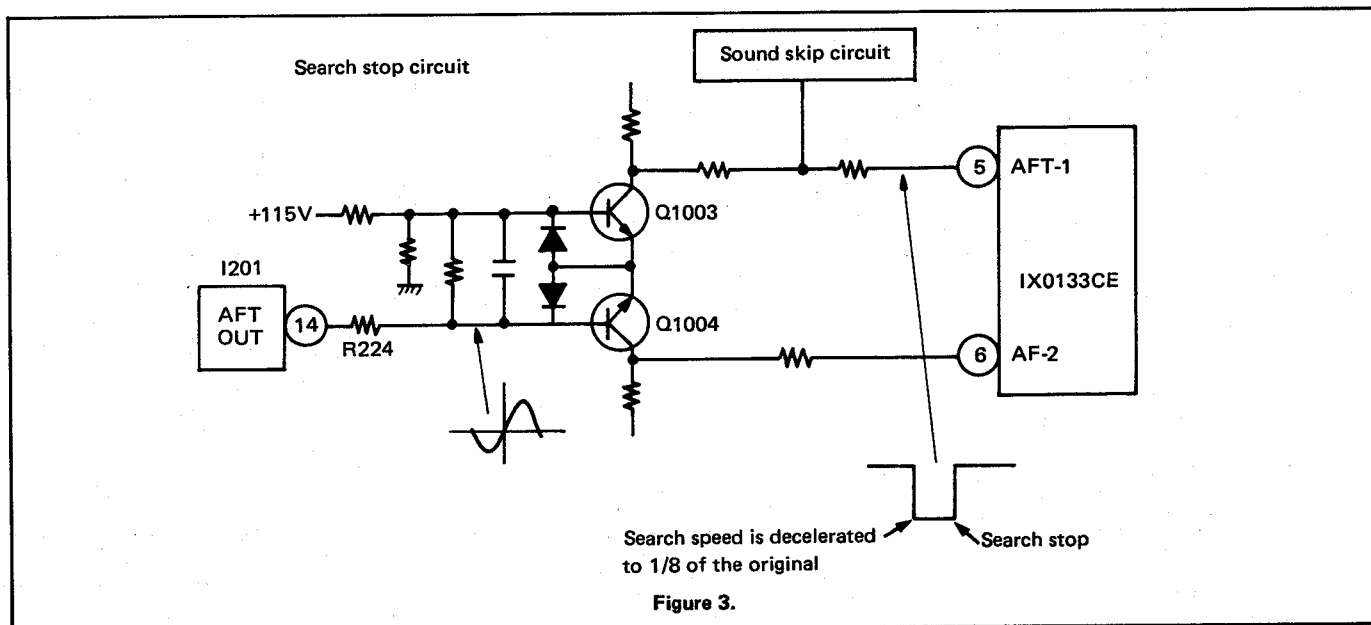 Search stop circuit
Sound skip circuit
+115V
Q1003
5
AFT-1
I201
AFT
OUT
14
R224
Q1004
IX0133CE
6
AF-2
Search speed is decelerated
to 1/8 of the original
Search stop
Figure 3.